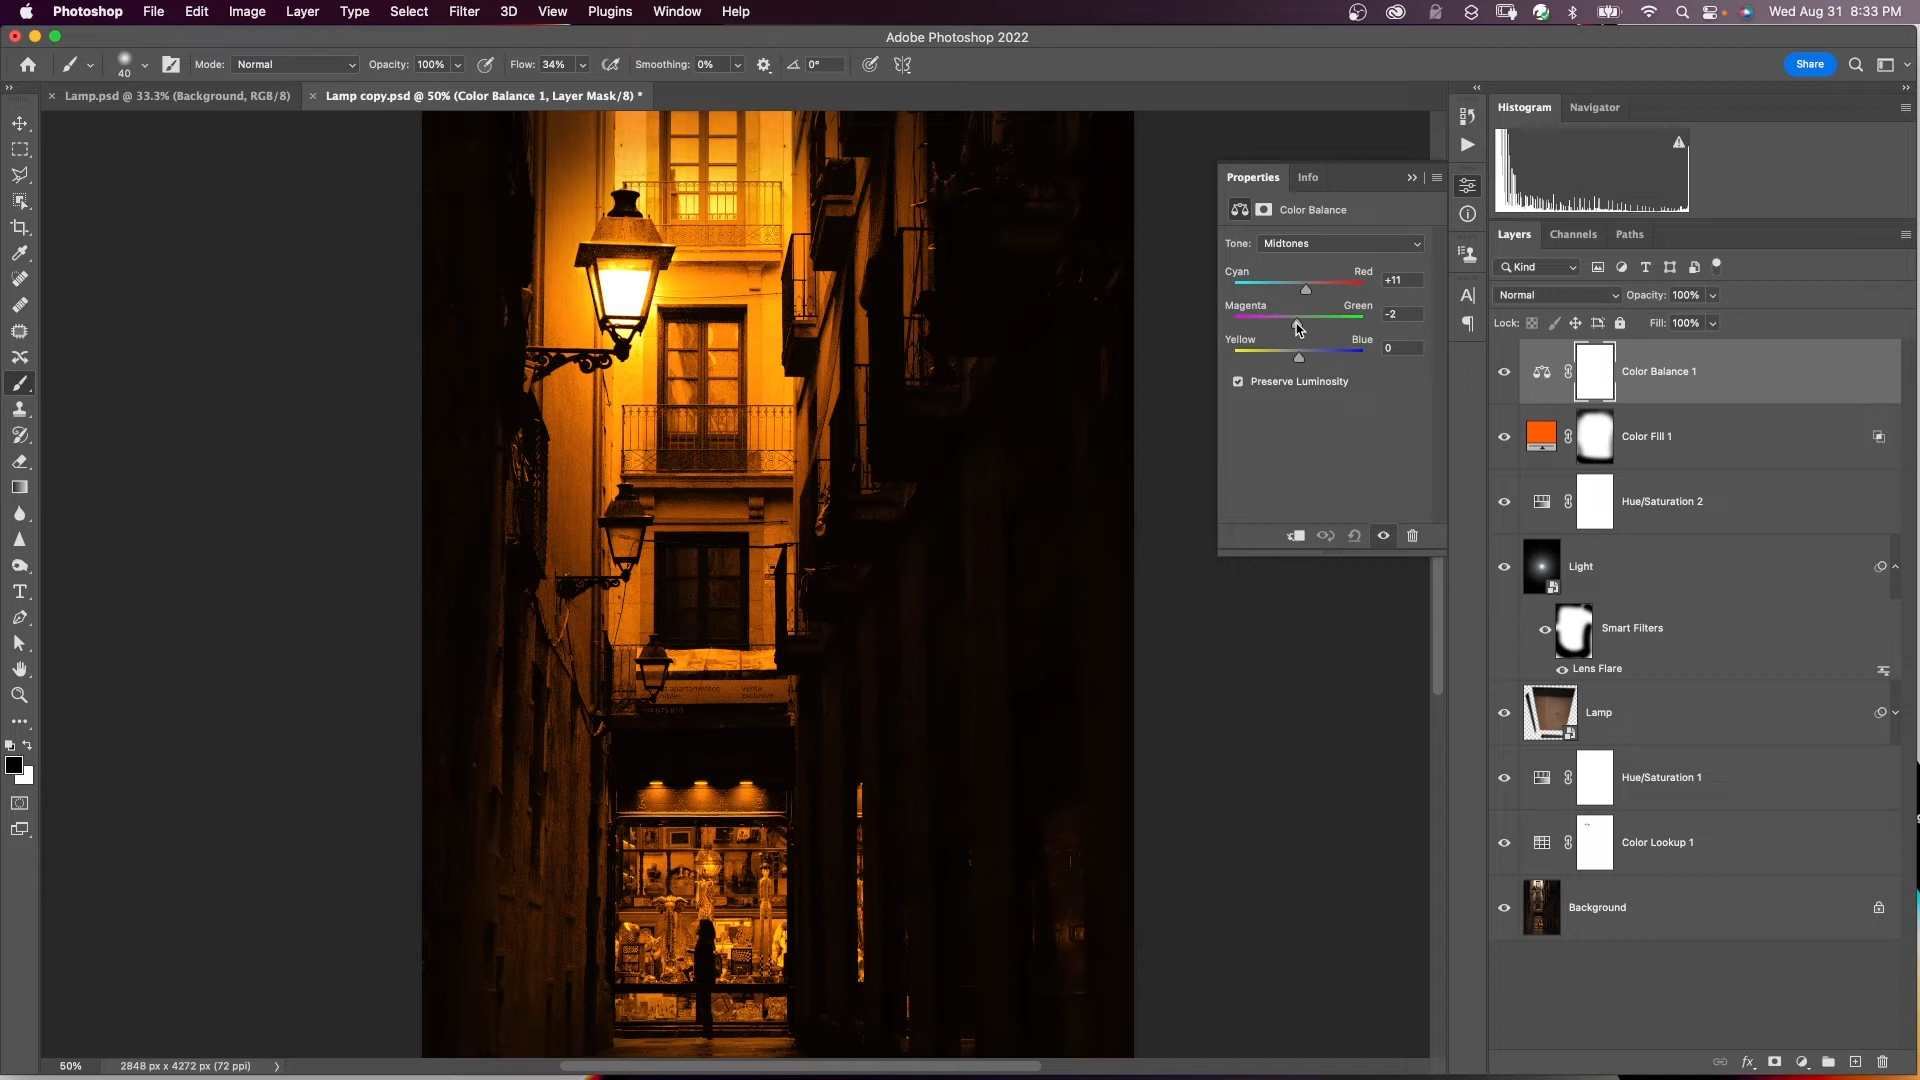 Photoshop File Edit Image Layer Type Select Filter 3D View Plugins Window Help Wed Aug 31 8:33 PM
Adobe Photoshop 2022
40 Mode: Normal Opacity: 100% Flow: 34% Smoothing: 0% 0° Share
Lamp.psd @ 33.3% (Background, RGB/8) Lamp copy.psd @ 50% (Color Balance 1, Layer Mask/8) *
Histogram Navigator
Properties Info
Color Balance
Tone: Midtones
Cyan Red +11
Magenta Green -2
Yellow Blue 0
Preserve Luminosity
Layers Channels Paths
Kind
Normal Opacity: 100%
Lock: Fill: 100%
Color Balance 1
Color Fill 1
Hue/Saturation 2
Light
Smart Filters
Lens Flare
Lamp
Hue/Saturation 1
Color Lookup 1
Background
apartamentos venta
exclusiva
50% 2848 px x 4272 px (72 ppi)